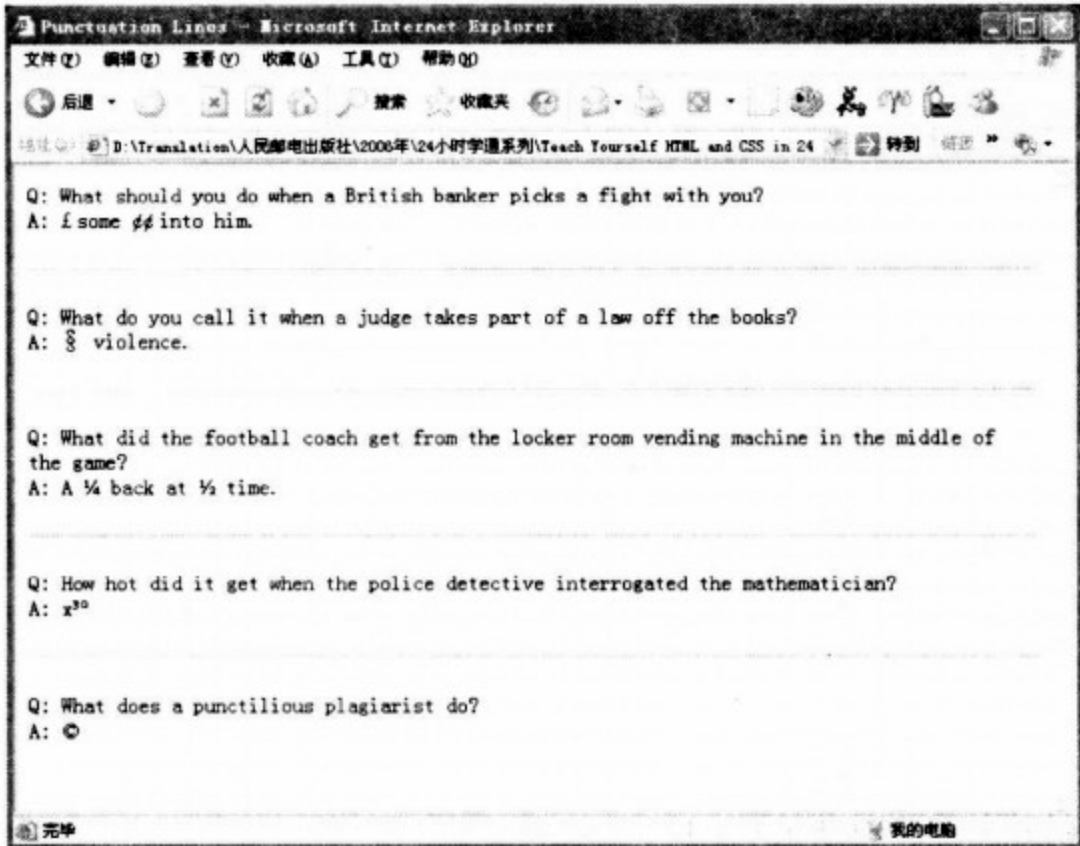 Punctuation Lines - Microsoft Internet Explorer
文件(F) 编辑(E) 查看(V) 收藏(A) 工具(T) 帮助(H)
后退 搜索 收藏夹
地址(D) D:\Translation\人民邮电出版社\2006年\24小时学通系列\Teach Yourself HTML and CSS in 24 转到 链接 »
Q: What should you do when a British banker picks a fight with you?
A: £ some ¢¢ into him.
Q: What do you call it when a judge takes part of a law off the books?
A: § violence.
Q: What did the football coach get from the locker room vending machine in the middle of
the game?
A: A ¼ back at ½ time.
Q: How hot did it get when the police detective interrogated the mathematician?
A: x³º
Q: What does a punctilious plagiarist do?
A: ©
完毕 我的电脑